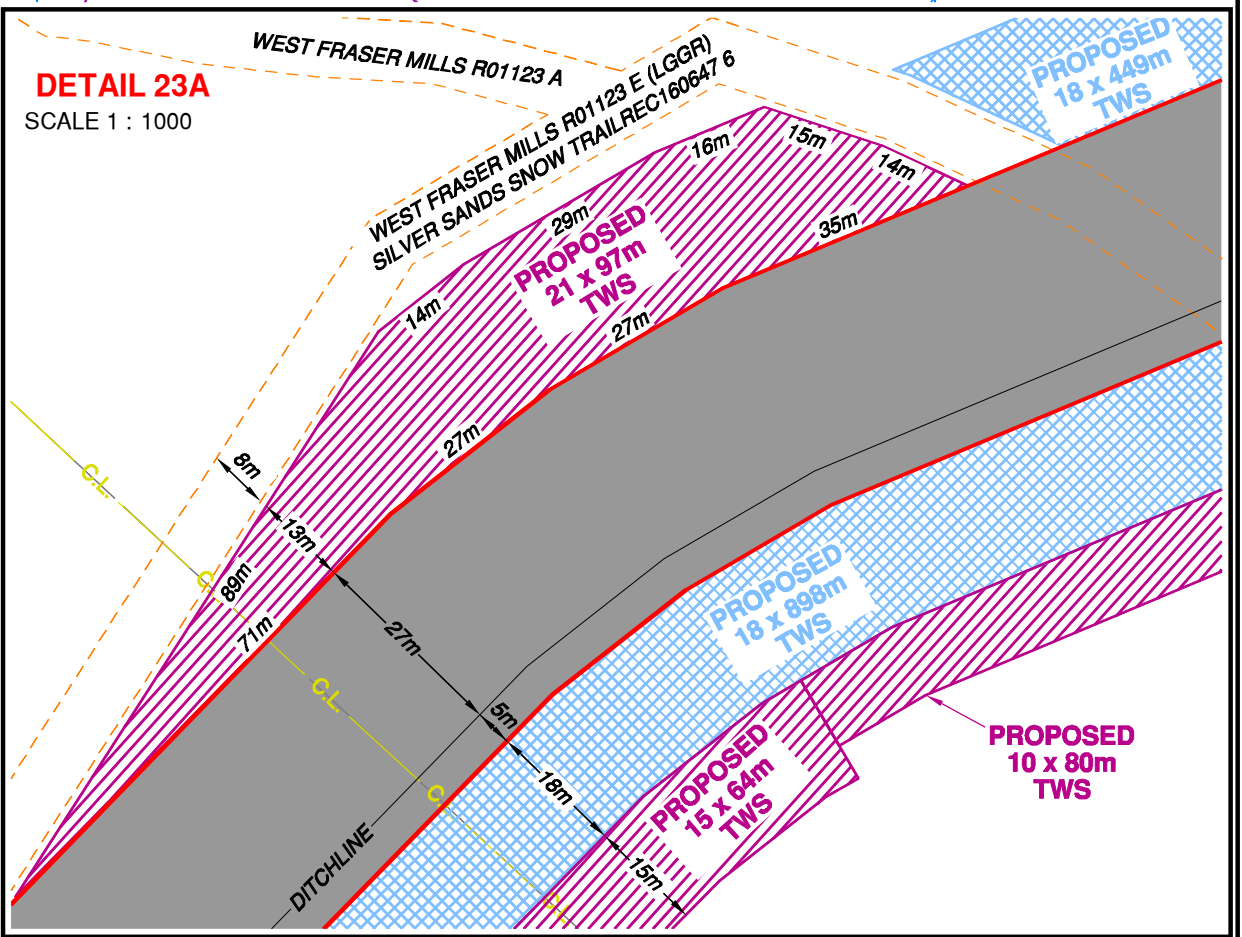 DETAIL 23A
SCALE 1 : 1000
WEST FRASER MILLS R01123 A
WEST FRASER MILLS R01123 E (LGGR)
SILVER SANDS SNOW TRAILREC160647 6
PROPOSED
18 x 449m
TWS
16m
15m
14m
29m
35m
PROPOSED
21 x 97m
TWS
14m
27m
27m
8m
C.L.
13m
C.
89m
71m
27m
C.L.
5m
C.
18m
15m
PROPOSED
18 x 898m
TWS
PROPOSED
15 x 64m
TWS
PROPOSED
10 x 80m
TWS
DITCHLINE
C.L.